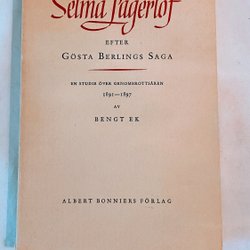 Selma Lagerlöf
EFTER
GÖSTA BERLINGS SAGA
EN STUDIE ÖVER GENOMBROTTSÅREN
1891—1897
AV
BENGT EK
ALBERT BONNIERS FÖRLAG